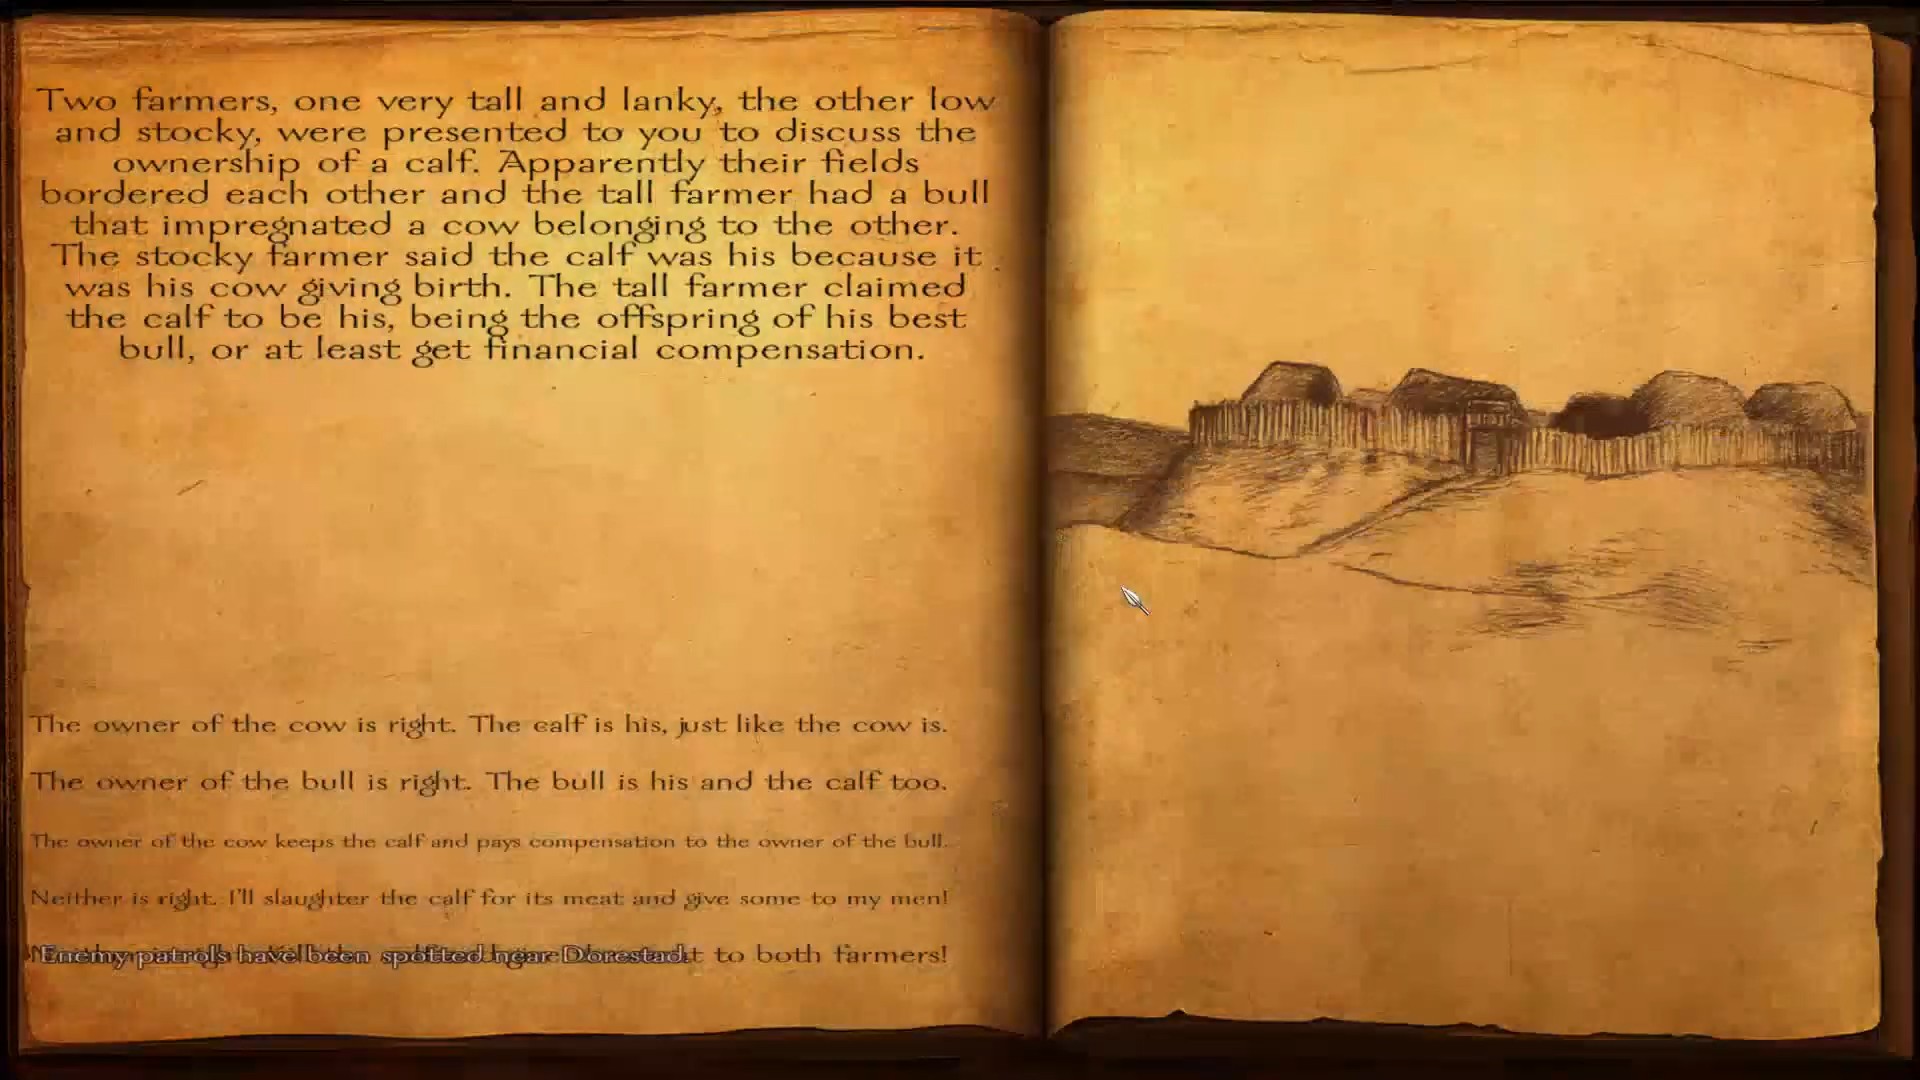 Two farmers, one very tall and lanky, the other low
and stocky, were presented to you to discuss the
ownership of a calf. Apparently their fields
bordered each other and the tall farmer had a bull
that impregnated a cow belonging to the other.
The stocky farmer said the calf was his because it
was his cow giving birth. The tall farmer claimed
the calf to be his, being the offspring of his best
bull, or at least get financial compensation.
The owner of the cow is right. The calf is his, just like the cow is.
The owner of the bull is right. The bull is his and the calf too.
The owner of the cow keeps the calf and pays compensation to the owner of the bull.
Neither is right. I'll slaughter the calf for its meat and give some to my men!
Enemy patrols have been spotted near Dorestad.
to both farmers!